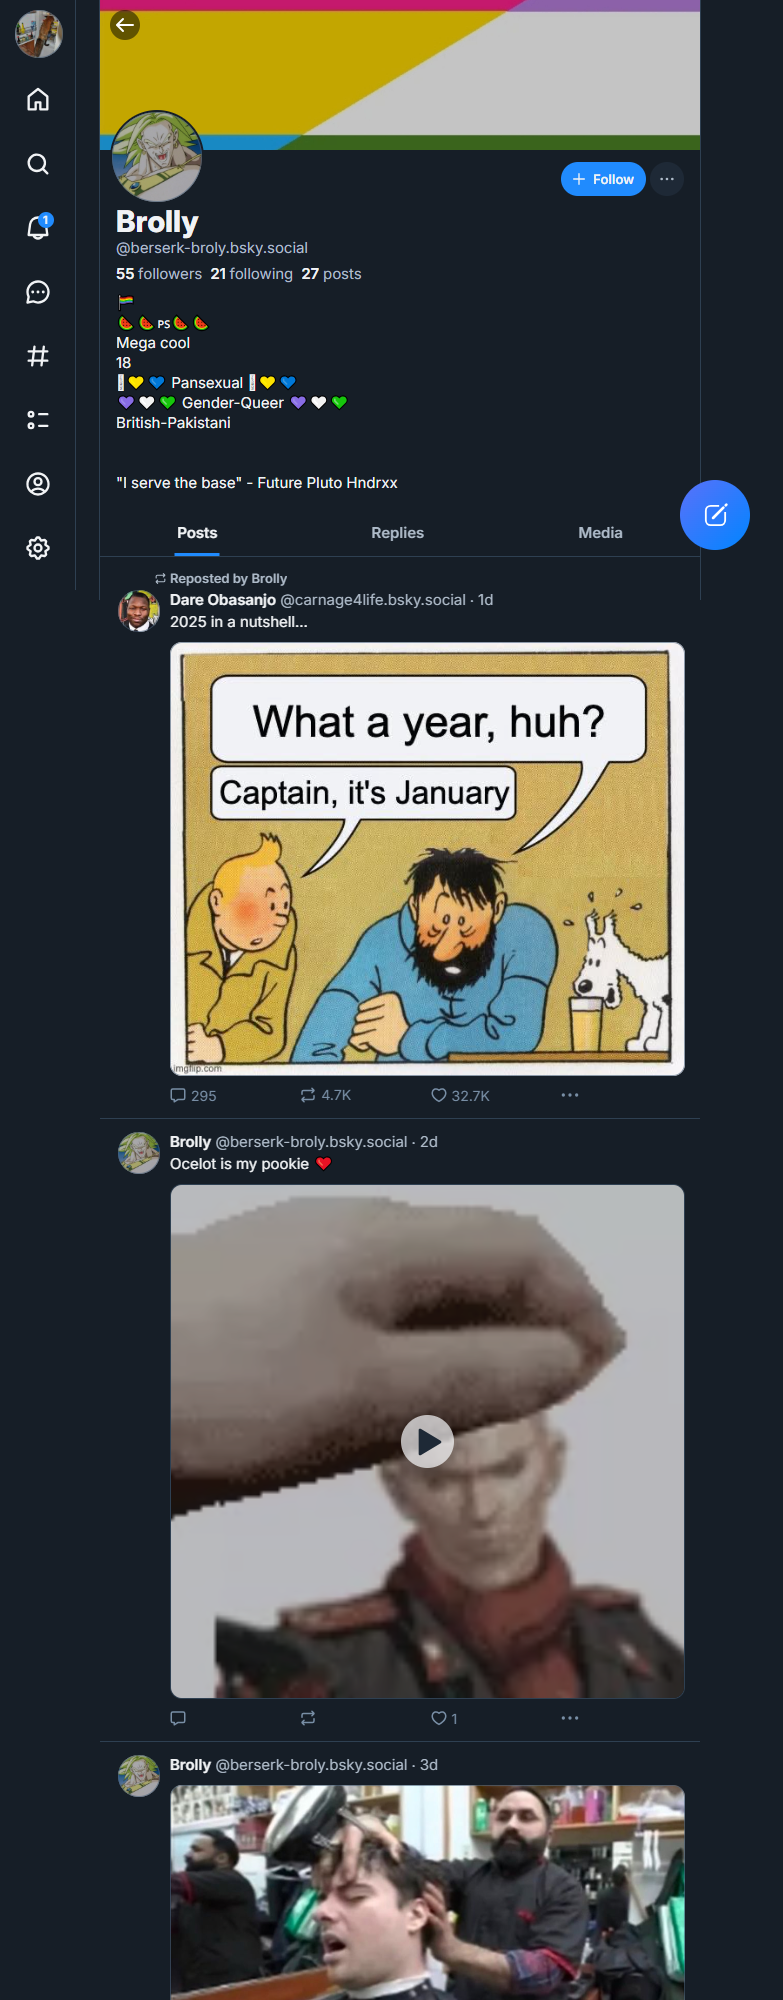 1
Follow
Brolly
@berserk-broly.bsky.social
55 followers 21 following 27 posts
🏳️‍🌈
🍉🍉🇵🇸🍉🍉
Mega cool
18
💛💙 Pansexual 💛💙
💜🤍💚 Gender-Queer 💜🤍💚
British-Pakistani
"I serve the base" - Future Pluto Hndrxx
Posts Replies Media
Reposted by Brolly
Dare Obasanjo @carnage4life.bsky.social · 1d
2025 in a nutshell...
What a year, huh?
Captain, it's January
imgflip.com
295 4.7K 32.7K
Brolly @berserk-broly.bsky.social · 2d
Ocelot is my pookie ❤️
1
Brolly @berserk-broly.bsky.social · 3d